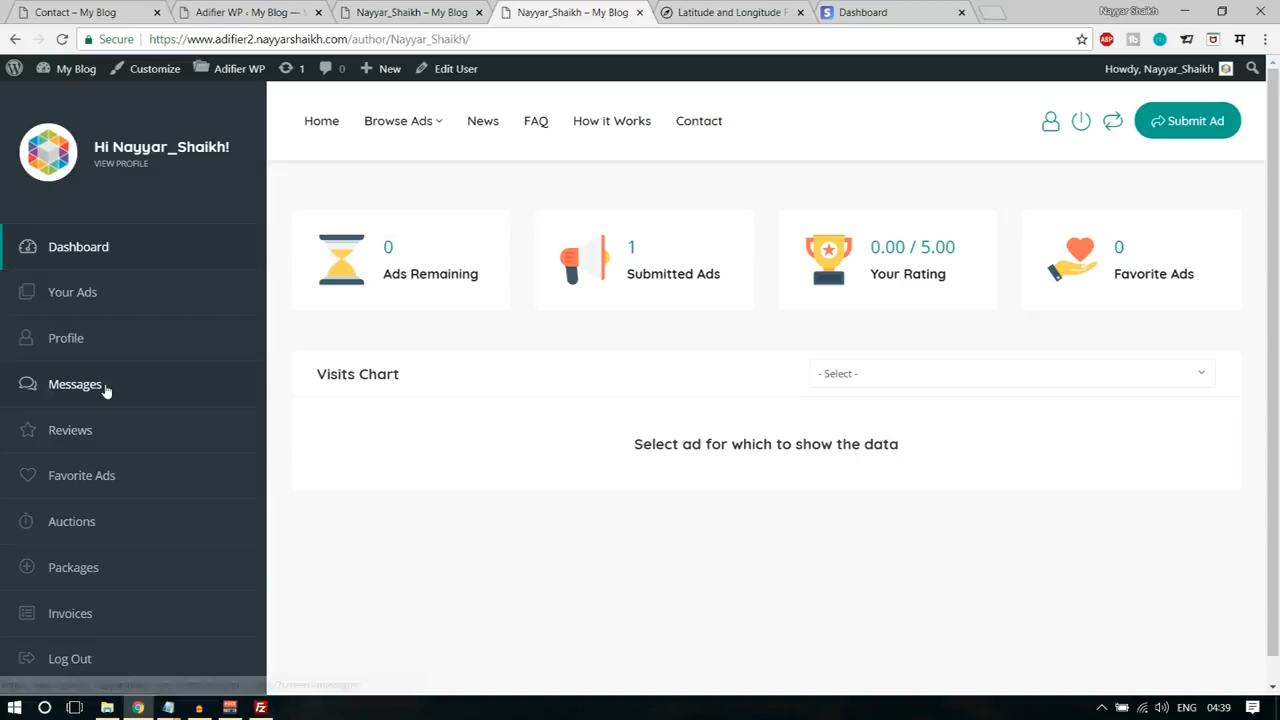 Contact – My Blog
Adifier WP ‹ My Blog —
Nayyar_Shaikh – My Blog
Nayyar_Shaikh – My Blog
Latitude and Longitude F
Dashboard
Nayyar Shaikh
Secure
https://www.adifier2.nayyarshaikh.com/author/Nayyar_Shaikh/
My Blog
Customize
Adifier WP
1
0
New
Edit User
Howdy, Nayyar_Shaikh
Hi Nayyar_Shaikh!
VIEW PROFILE
Home
Browse Ads
News
FAQ
How it Works
Contact
Submit Ad
Dashboard
Your Ads
Profile
Messages
Reviews
Favorite Ads
Auctions
Packages
Invoices
Log Out
0
Ads Remaining
1
Submitted Ads
0.00 / 5.00
Your Rating
0
Favorite Ads
Visits Chart
- Select -
Select ad for which to show the data
ENG
04:39